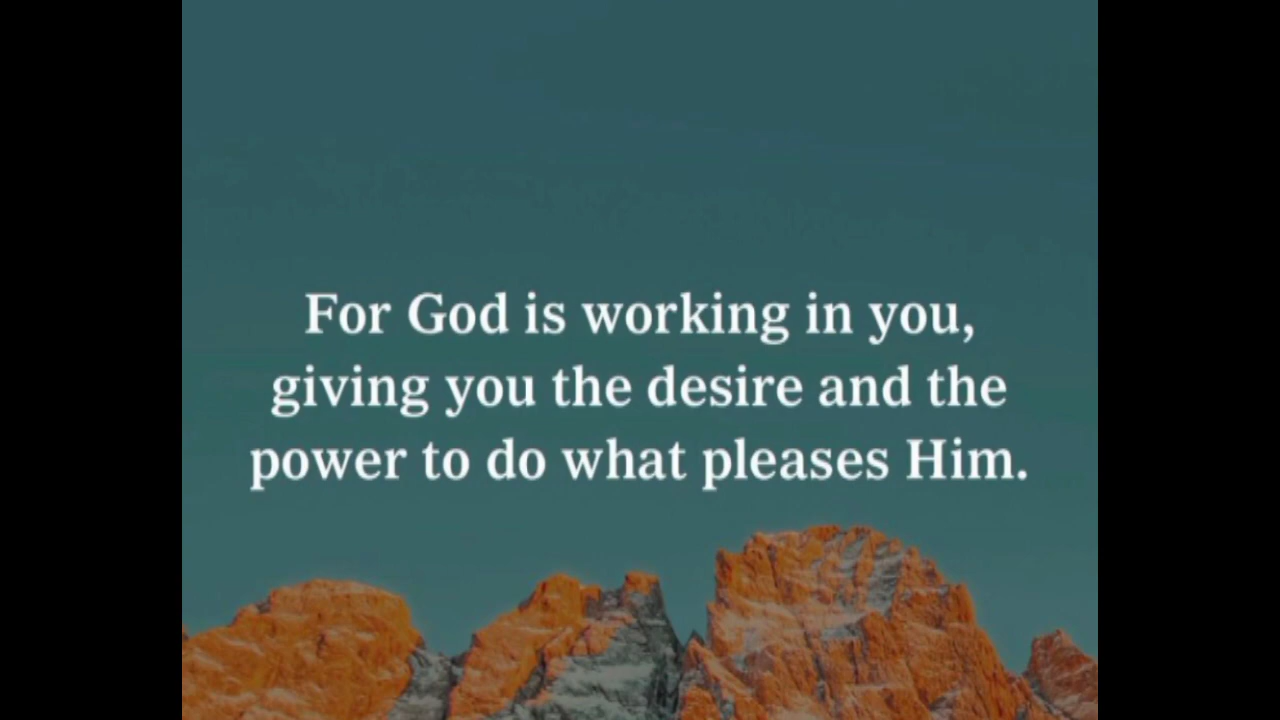 For God is working in you,
giving you the desire and the
power to do what pleases Him.